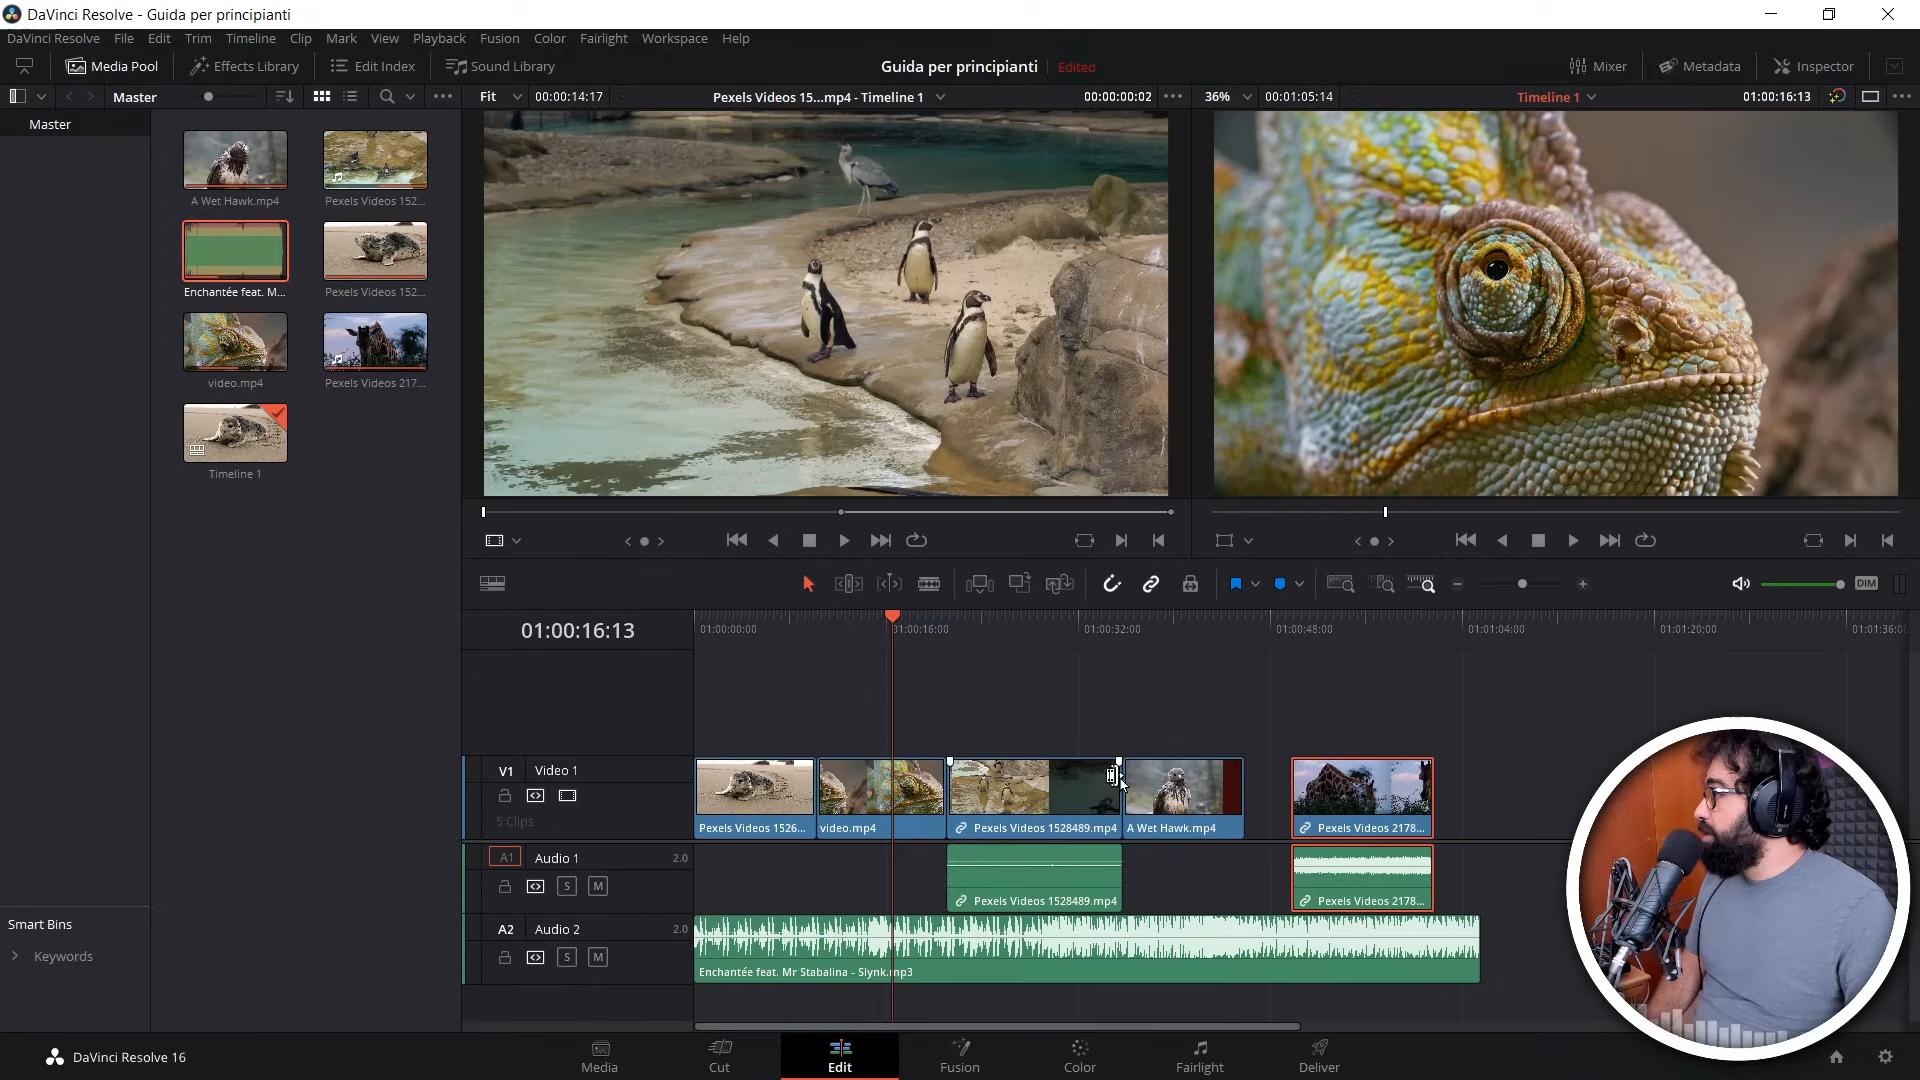 DaVinci Resolve - Guida per principianti
DaVinci Resolve File Edit Trim Timeline Clip Mark View Playback Fusion Color Fairlight Workspace Help
Media Pool Effects Library Edit Index Sound Library Guida per principianti Edited Mixer Metadata Inspector
Master Fit 00:00:14:17 Pexels Videos 15...mp4 - Timeline 1 00:00:00:02 36% 00:01:05:14 Timeline 1 01:00:16:13
Master
A Wet Hawk.mp4 Pexels Videos 152...
Enchantée feat. M... Pexels Videos 152...
video.mp4 Pexels Videos 217...
Timeline 1
DIM
01:00:16:13 01:00:00:00 01:00:16:00 01:00:32:00 01:00:48:00 01:01:04:00 01:01:20:00 01:01:36:0
V1 Video 1
5 Clips
Pexels Videos 1526... video.mp4 Pexels Videos 1528489.mp4 A Wet Hawk.mp4 Pexels Videos 2178...
A1 Audio 1 2.0
S M
Pexels Videos 1528489.mp4 Pexels Videos 2178...
A2 Audio 2 2.0
S M
Enchantée feat. Mr Stabalina - Slynk.mp3
Smart Bins
Keywords
DaVinci Resolve 16
Media Cut Edit Fusion Color Fairlight Deliver